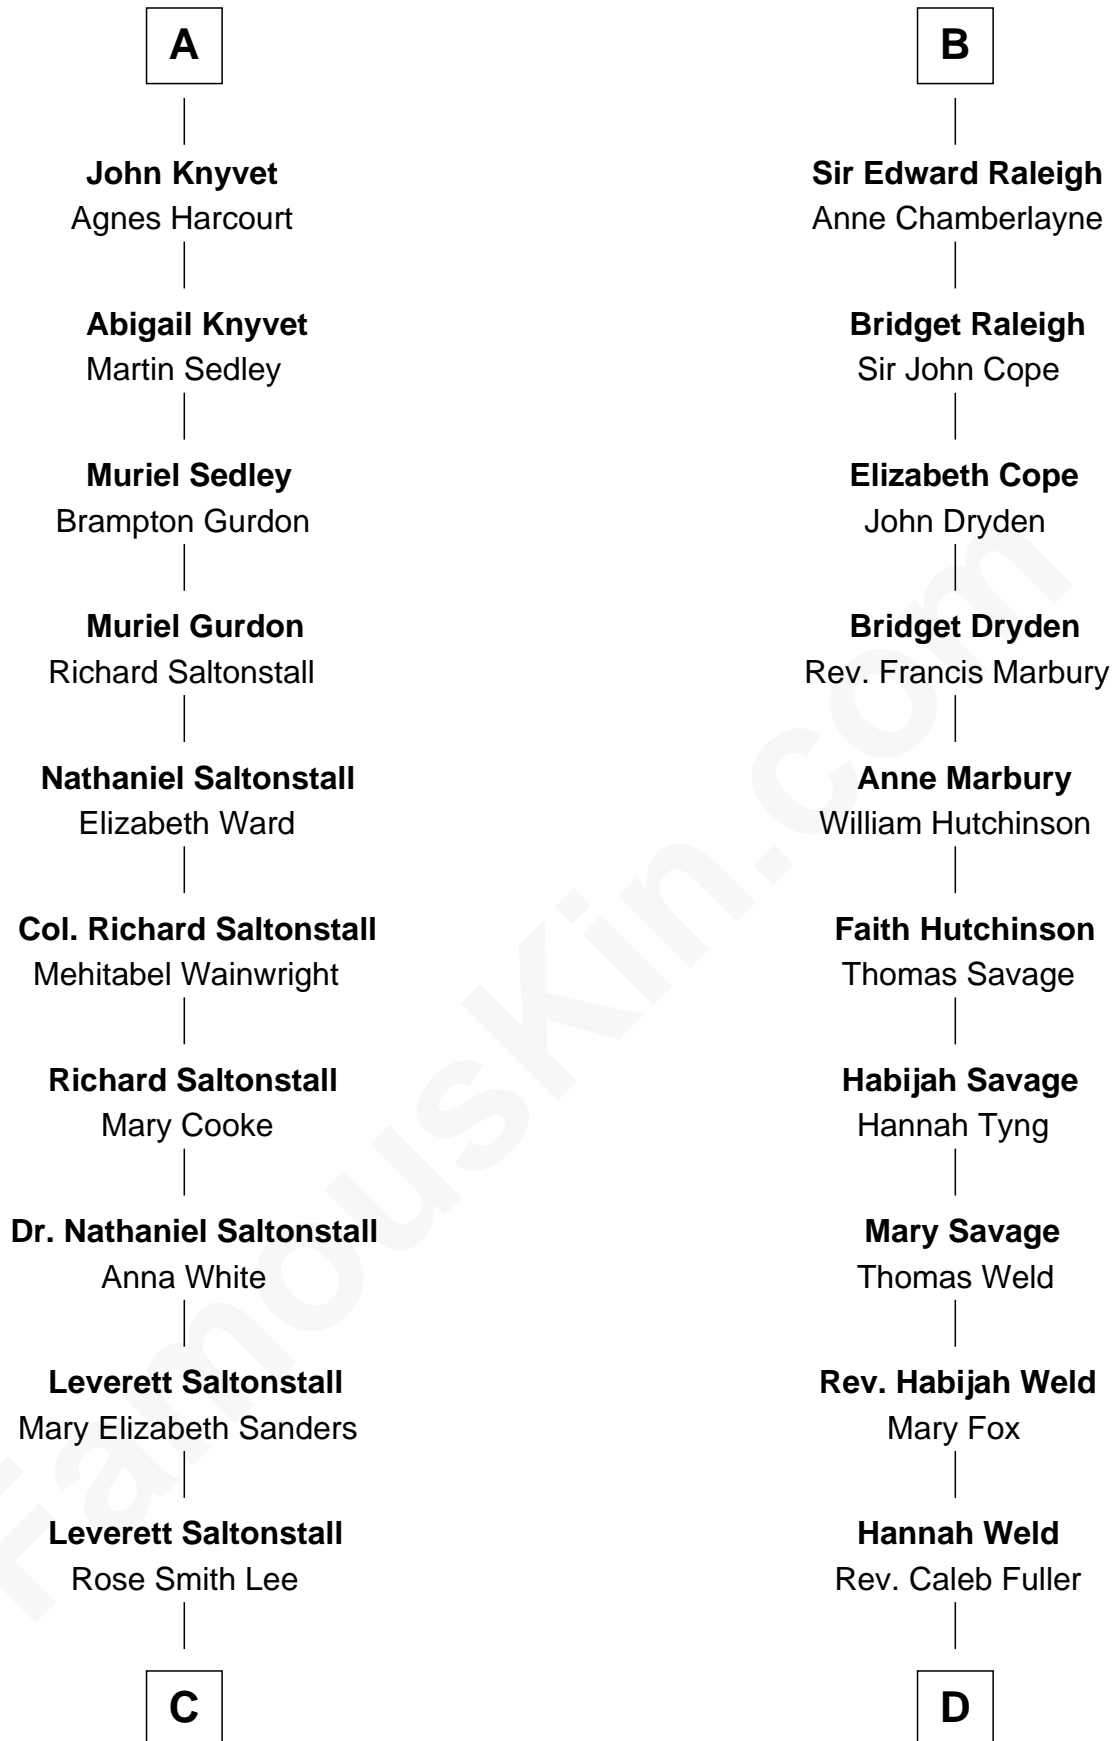 A
John Knyvet
Agnes Harcourt
Abigail Knyvet
Martin Sedley
Muriel Sedley
Brampton Gurdon
Muriel Gurdon
Richard Saltonstall
Nathaniel Saltonstall
Elizabeth Ward
Col. Richard Saltonstall
Mehitabel Wainwright
Richard Saltonstall
Mary Cooke
Dr. Nathaniel Saltonstall
Anna White
Leverett Saltonstall
Mary Elizabeth Sanders
Leverett Saltonstall
Rose Smith Lee
C
B
Sir Edward Raleigh
Anne Chamberlayne
Bridget Raleigh
Sir John Cope
Elizabeth Cope
John Dryden
Bridget Dryden
Rev. Francis Marbury
Anne Marbury
William Hutchinson
Faith Hutchinson
Thomas Savage
Habijah Savage
Hannah Tyng
Mary Savage
Thomas Weld
Rev. Habijah Weld
Mary Fox
Hannah Weld
Rev. Caleb Fuller
D
FamousKin.com